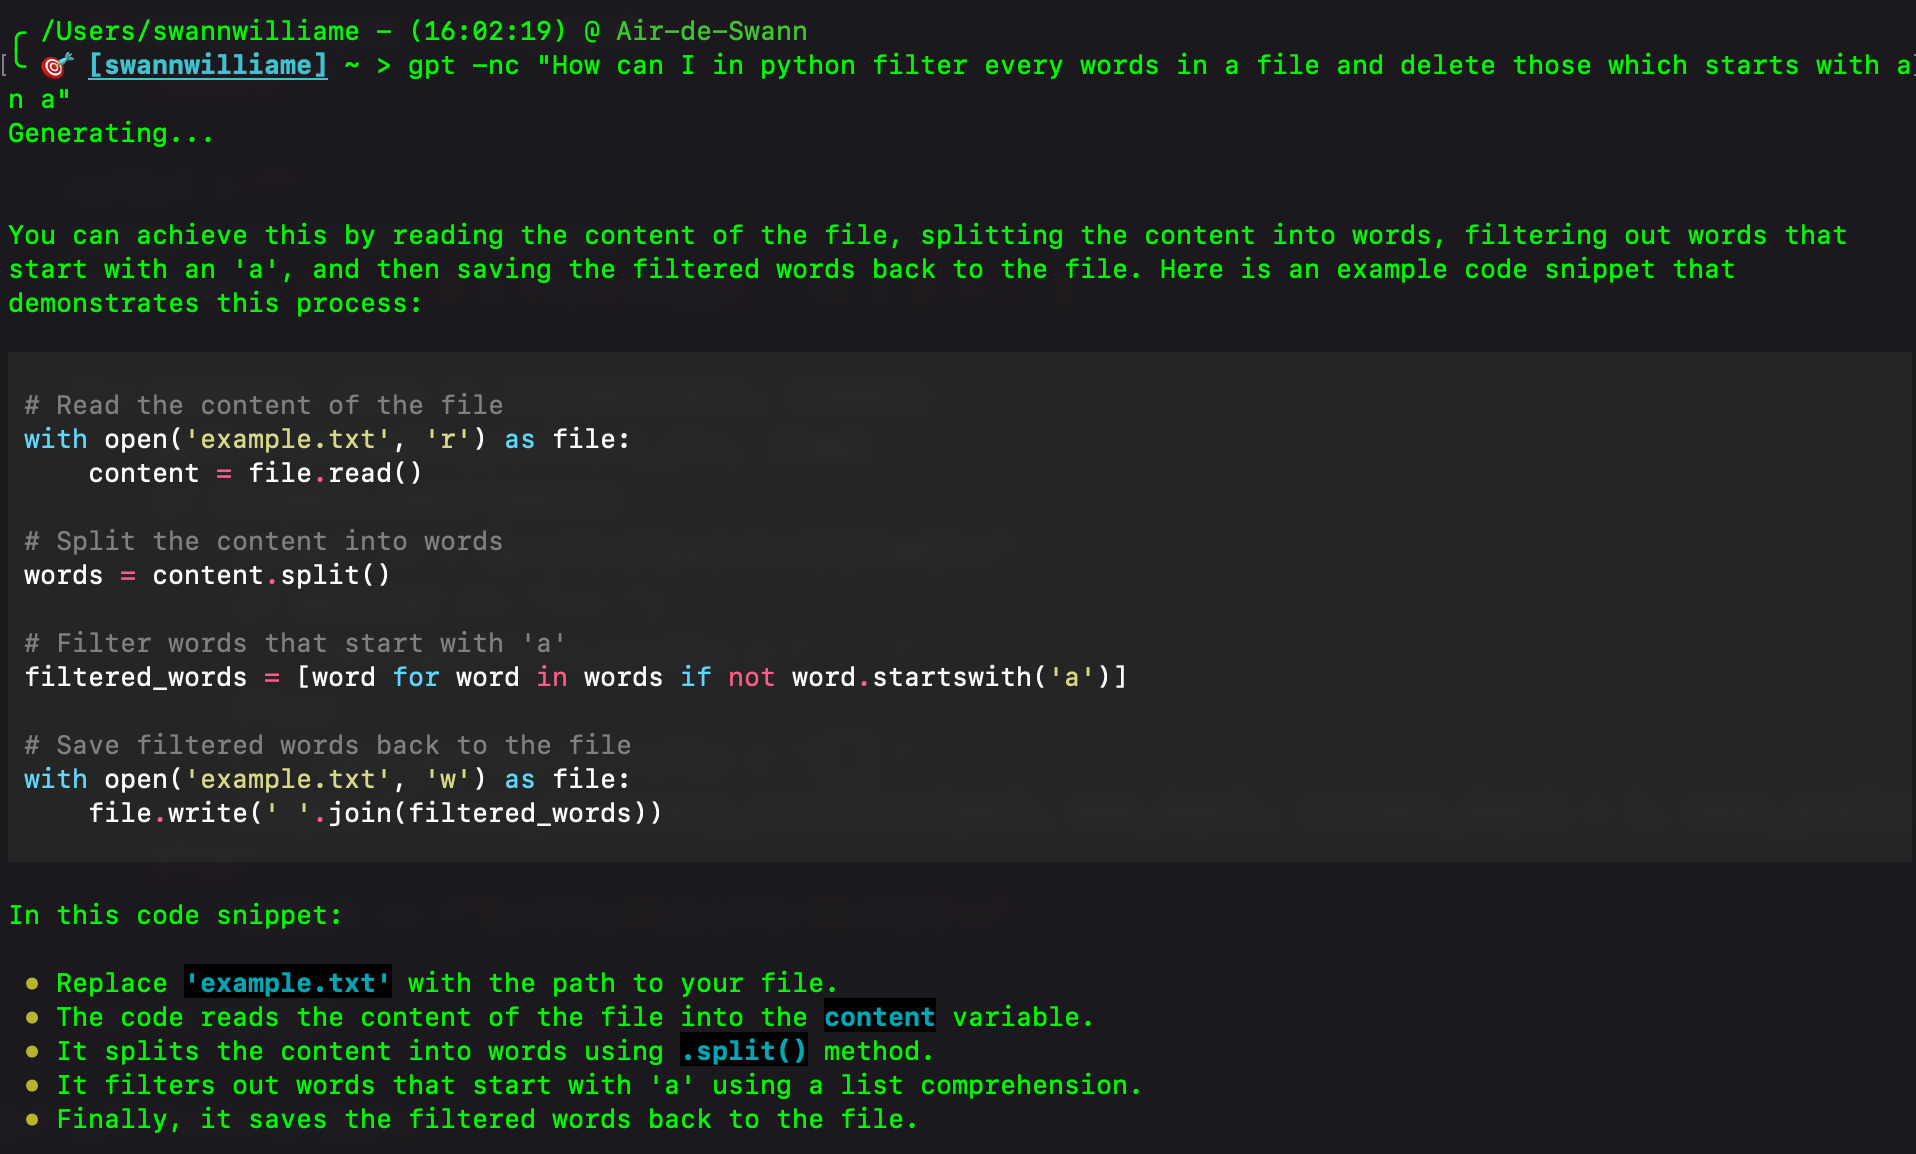 /Users/swannwilliame – (16:02:19) @ Air-de-Swann
[swannwilliame] ~ > gpt -nc "How can I in python filter every words in a file and delete those which starts with a
n a"
Generating...
You can achieve this by reading the content of the file, splitting the content into words, filtering out words that
start with an 'a', and then saving the filtered words back to the file. Here is an example code snippet that
demonstrates this process:
# Read the content of the file
with open('example.txt', 'r') as file:
    content = file.read()
# Split the content into words
words = content.split()
# Filter words that start with 'a'
filtered_words = [word for word in words if not word.startswith('a')]
# Save filtered words back to the file
with open('example.txt', 'w') as file:
    file.write(' '.join(filtered_words))
In this code snippet:
• Replace 'example.txt' with the path to your file.
• The code reads the content of the file into the content variable.
• It splits the content into words using .split() method.
• It filters out words that start with 'a' using a list comprehension.
• Finally, it saves the filtered words back to the file.